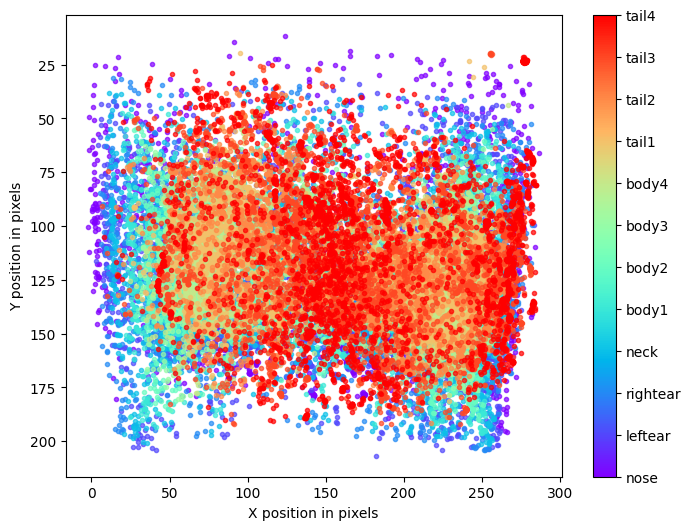 25
50
75
100
125
150
175
200
Y position in pixels
0
50
100
150
200
250
300
X position in pixels
tail4
tail3
tail2
tail1
body4
body3
body2
body1
neck
rightear
leftear
nose